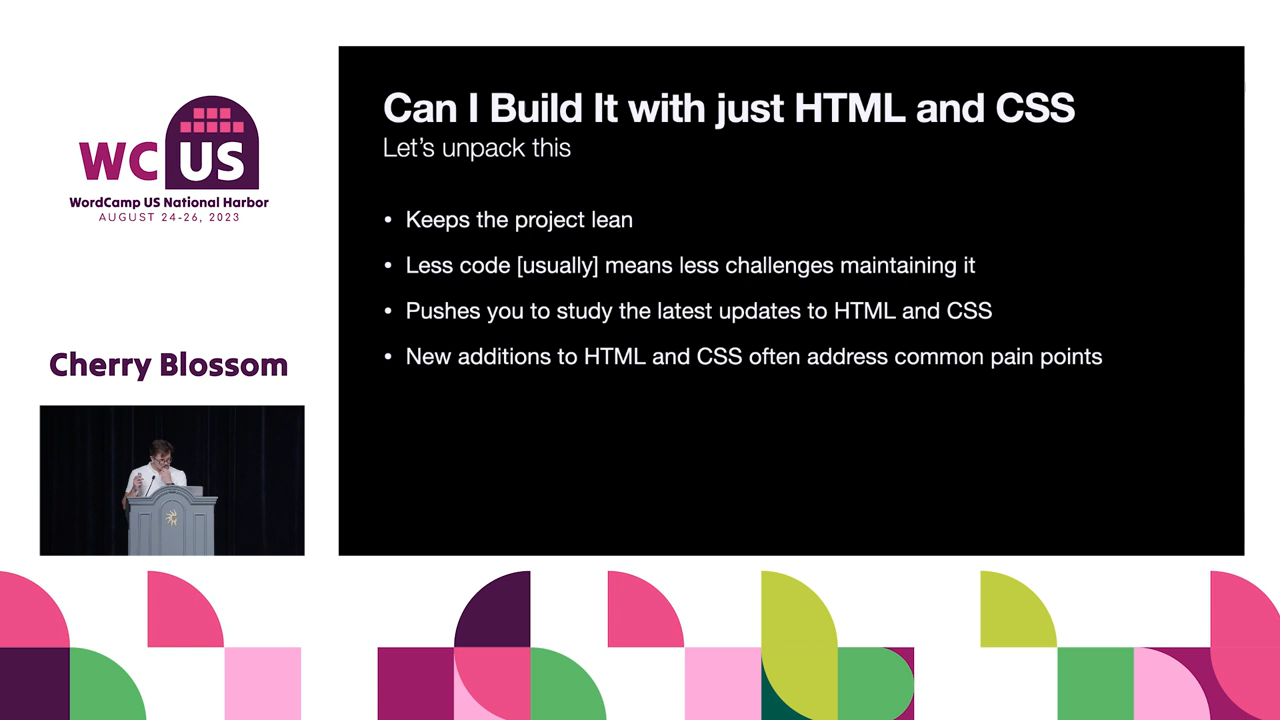 WC US
WordCamp US National Harbor
AUGUST 24-26, 2023
Cherry Blossom
Can I Build It with just HTML and CSS
Let's unpack this
• Keeps the project lean
• Less code [usually] means less challenges maintaining it
• Pushes you to study the latest updates to HTML and CSS
• New additions to HTML and CSS often address common pain points